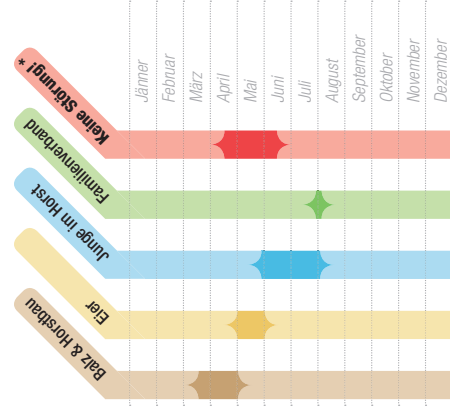 Jänner
Februar
März
April
Mai
Juni
Juli
August
September
Oktober
November
Dezember
Keine Störung! *
Familienverband
Junge im Horst
Eier
Balz & Horstbau